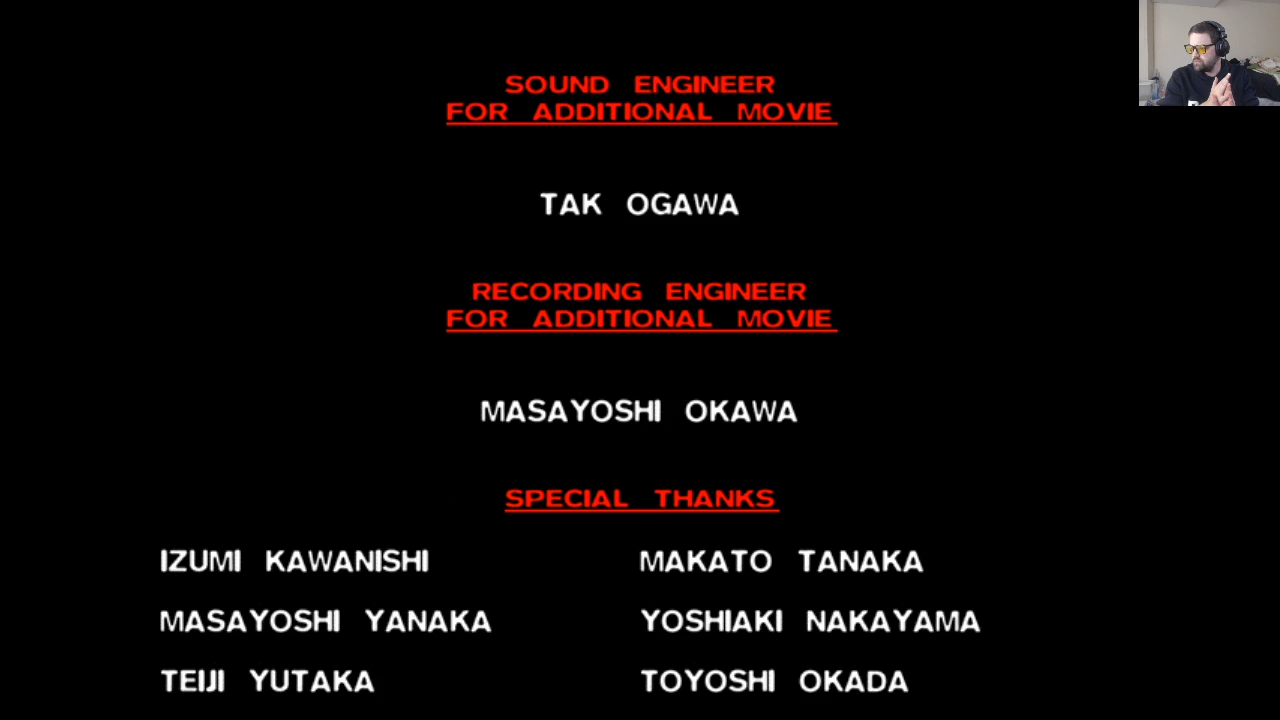 SOUND ENGINEER
FOR ADDITIONAL MOVIE
TAK OGAWA
RECORDING ENGINEER
FOR ADDITIONAL MOVIE
MASAYOSHI OKAWA
SPECIAL THANKS
IZUMI KAWANISHI MAKATO TANAKA
MASAYOSHI YANAKA YOSHIAKI NAKAYAMA
TEIJI YUTAKA TOYOSHI OKADA